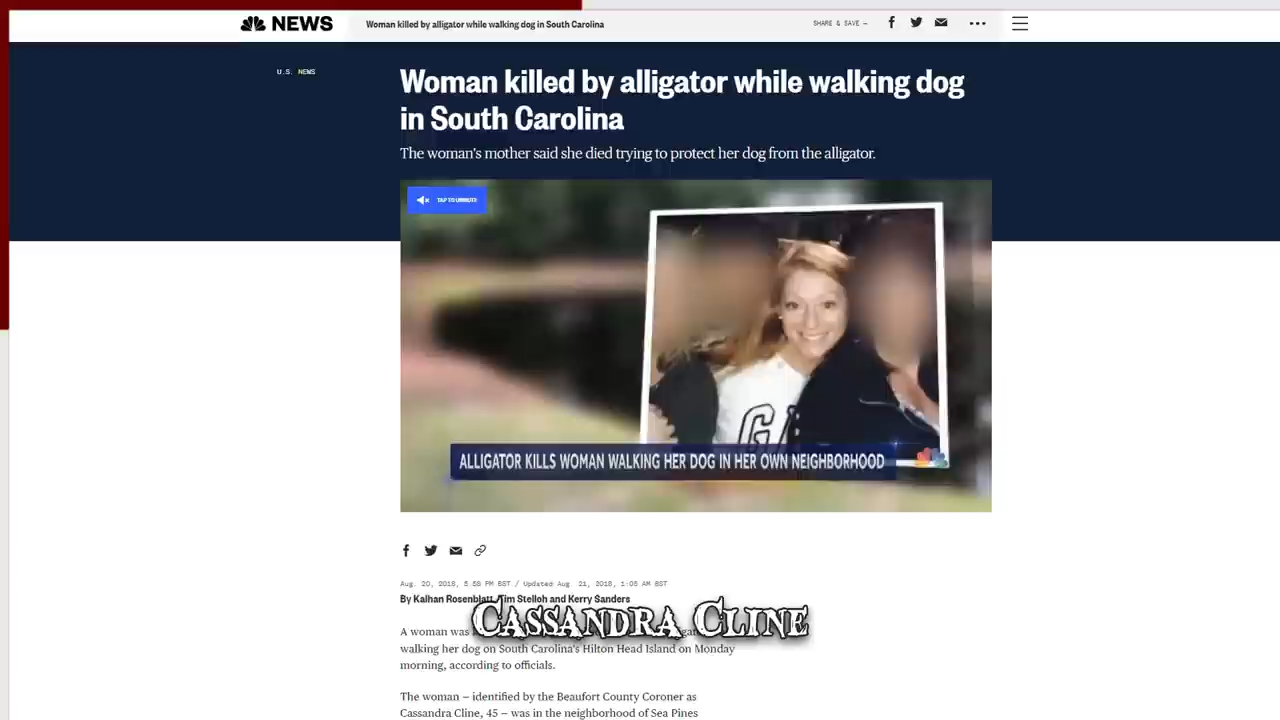 NEWS
Woman killed by alligator while walking dog in South Carolina
SHARE & SAVE —
U.S. NEWS
Woman killed by alligator while walking dog
in South Carolina
The woman's mother said she died trying to protect her dog from the alligator.
TAP TO UNMUTE
ALLIGATOR KILLS WOMAN WALKING HER DOG IN HER OWN NEIGHBORHOOD
Aug. 20, 2018, 5:58 PM BST / Updated Aug. 21, 2018, 1:05 AM BST
By Kalhan Rosenblatt, Tim Stelloh and Kerry Sanders
Cassandra Cline
A woman was
walking her dog on South Carolina's Hilton Head Island on Monday
morning, according to officials.
The woman — identified by the Beaufort County Coroner as
Cassandra Cline, 45 — was in the neighborhood of Sea Pines